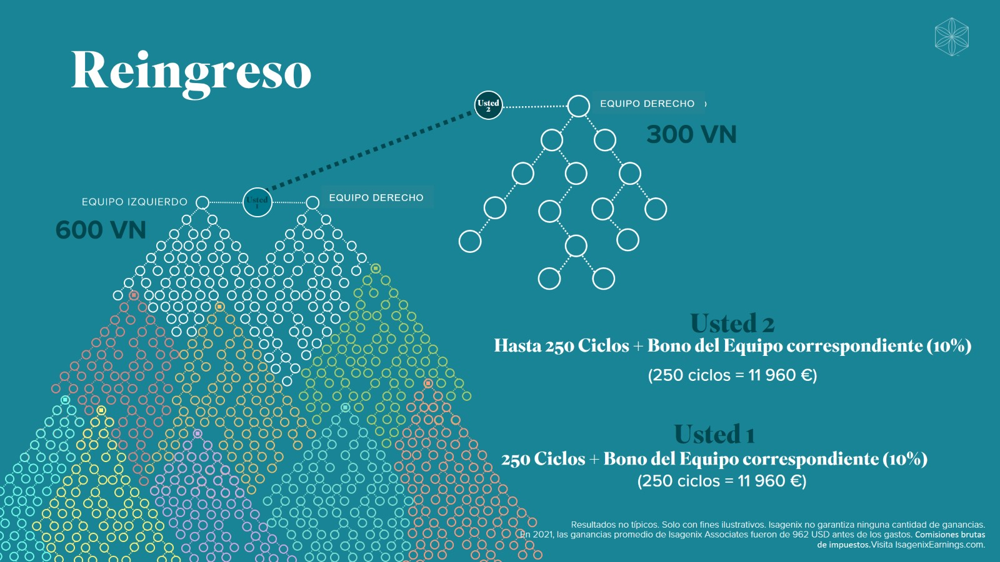 Reingreso
Usted
2
EQUIPO DERECHO
300 VN
EQUIPO IZQUIERDO
Usted
1
EQUIPO DERECHO
600 VN
Usted 2
Hasta 250 Ciclos + Bono del Equipo correspondiente (10%)
(250 ciclos = 11 960 €)
Usted 1
250 Ciclos + Bono del Equipo correspondiente (10%)
(250 ciclos = 11 960 €)
Resultados no típicos. Solo con fines ilustrativos. Isagenix no garantiza ninguna cantidad de ganancias.
En 2021, las ganancias promedio de Isagenix Associates fueron de 962 USD antes de los gastos. Comisiones brutas
de impuestos.Visita IsagenixEarnings.com.